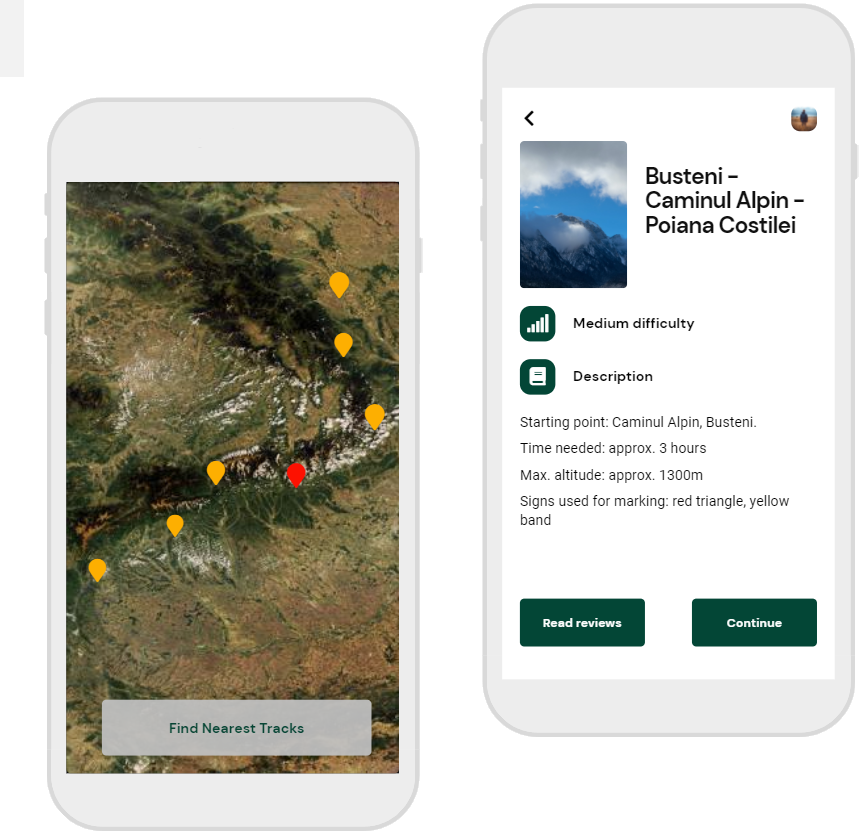 Find Nearest Tracks
Busteni -
Caminul Alpin -
Poiana Costilei
Medium difficulty
Description
Starting point: Caminul Alpin, Busteni.
Time needed: approx. 3 hours
Max. altitude: approx. 1300m
Signs used for marking: red triangle, yellow
band
Read reviews
Continue